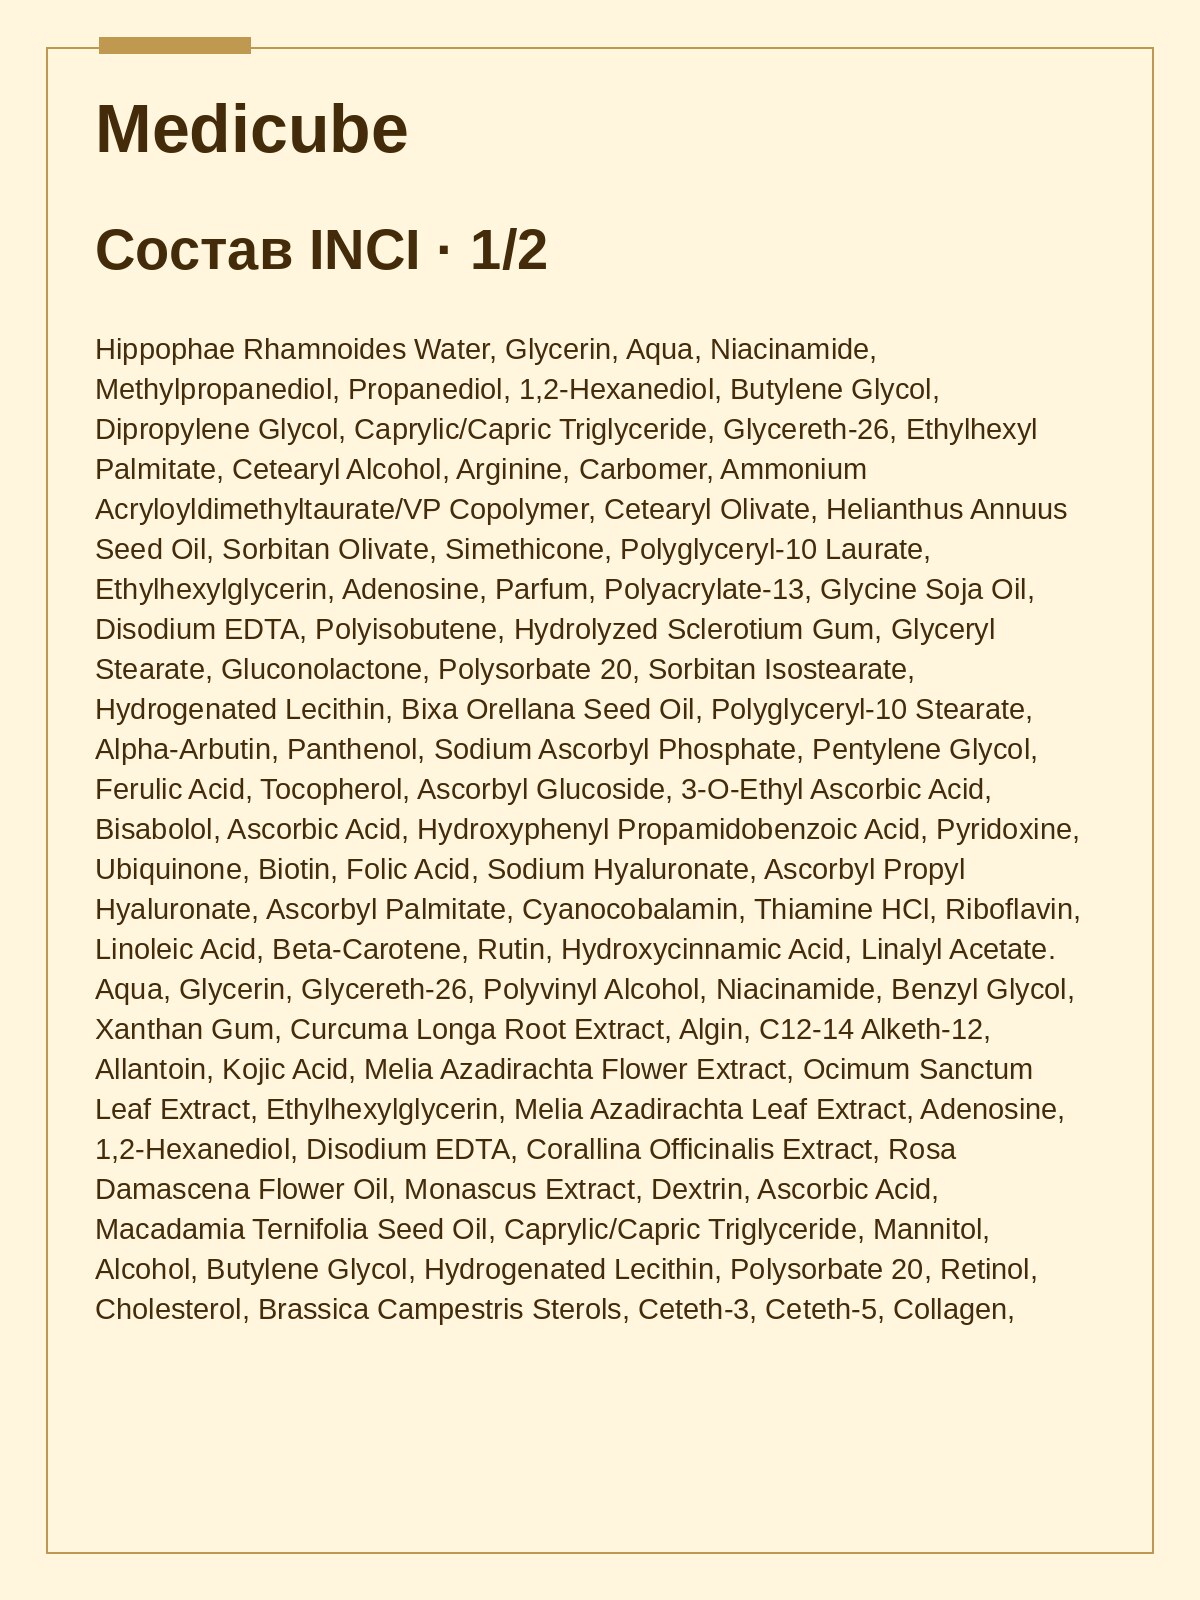 Medicube
Состав INCI · 1/2
Hippophae Rhamnoides Water, Glycerin, Aqua, Niacinamide,
Methylpropanediol, Propanediol, 1,2-Hexanediol, Butylene Glycol,
Dipropylene Glycol, Caprylic/Capric Triglyceride, Glycereth-26, Ethylhexyl
Palmitate, Cetearyl Alcohol, Arginine, Carbomer, Ammonium
Acryloyldimethyltaurate/VP Copolymer, Cetearyl Olivate, Helianthus Annuus
Seed Oil, Sorbitan Olivate, Simethicone, Polyglyceryl-10 Laurate,
Ethylhexylglycerin, Adenosine, Parfum, Polyacrylate-13, Glycine Soja Oil,
Disodium EDTA, Polyisobutene, Hydrolyzed Sclerotium Gum, Glyceryl
Stearate, Gluconolactone, Polysorbate 20, Sorbitan Isostearate,
Hydrogenated Lecithin, Bixa Orellana Seed Oil, Polyglyceryl-10 Stearate,
Alpha-Arbutin, Panthenol, Sodium Ascorbyl Phosphate, Pentylene Glycol,
Ferulic Acid, Tocopherol, Ascorbyl Glucoside, 3-O-Ethyl Ascorbic Acid,
Bisabolol, Ascorbic Acid, Hydroxyphenyl Propamidobenzoic Acid, Pyridoxine,
Ubiquinone, Biotin, Folic Acid, Sodium Hyaluronate, Ascorbyl Propyl
Hyaluronate, Ascorbyl Palmitate, Cyanocobalamin, Thiamine HCl, Riboflavin,
Linoleic Acid, Beta-Carotene, Rutin, Hydroxycinnamic Acid, Linalyl Acetate.
Aqua, Glycerin, Glycereth-26, Polyvinyl Alcohol, Niacinamide, Benzyl Glycol,
Xanthan Gum, Curcuma Longa Root Extract, Algin, C12-14 Alketh-12,
Allantoin, Kojic Acid, Melia Azadirachta Flower Extract, Ocimum Sanctum
Leaf Extract, Ethylhexylglycerin, Melia Azadirachta Leaf Extract, Adenosine,
1,2-Hexanediol, Disodium EDTA, Corallina Officinalis Extract, Rosa
Damascena Flower Oil, Monascus Extract, Dextrin, Ascorbic Acid,
Macadamia Ternifolia Seed Oil, Caprylic/Capric Triglyceride, Mannitol,
Alcohol, Butylene Glycol, Hydrogenated Lecithin, Polysorbate 20, Retinol,
Cholesterol, Brassica Campestris Sterols, Ceteth-3, Ceteth-5, Collagen,